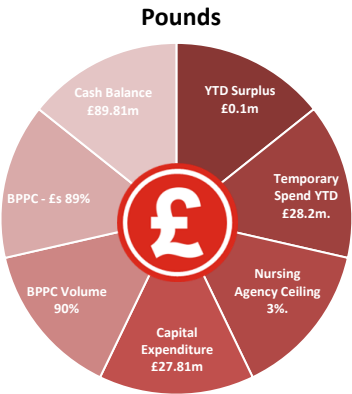 Pounds
YTD Surplus
£0.1m
Temporary
Spend YTD
£28.2m.
Nursing
Agency Ceiling
3%.
Capital
Expenditure
£27.81m
BPPC Volume
90%
BPPC - £s 89%
Cash Balance
£89.81m
£